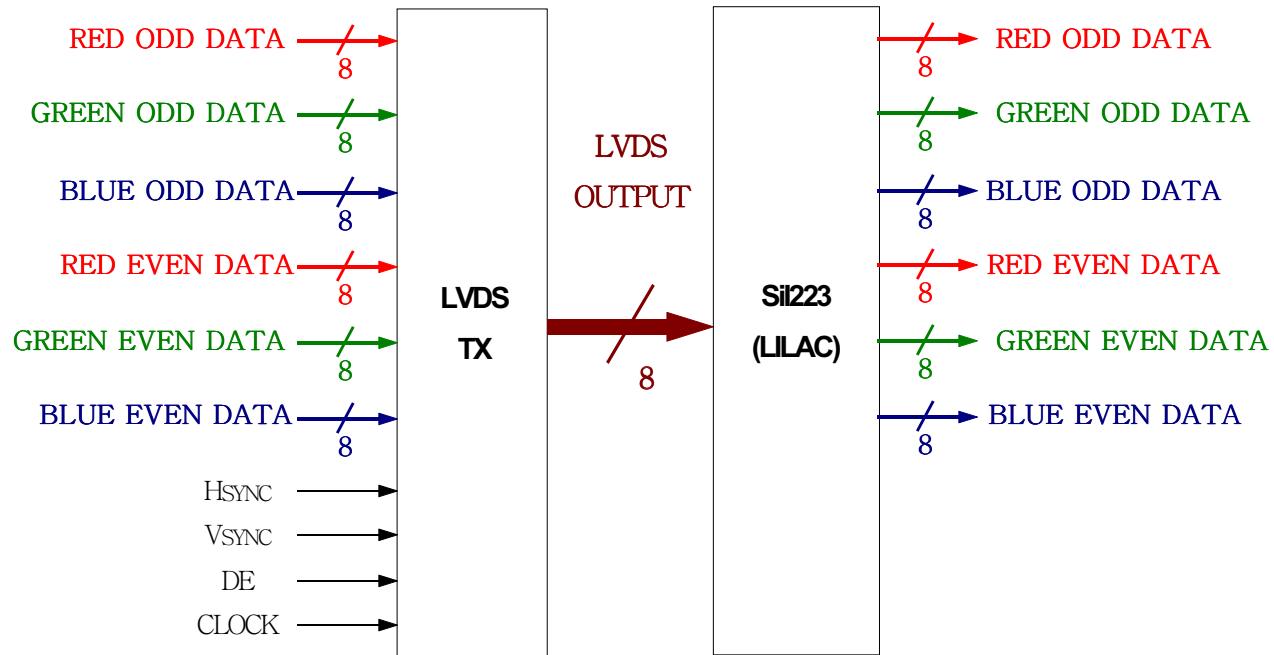 RED ODD DATA
8
GREEN ODD DATA
8
BLUE ODD DATA
8
RED EVEN DATA
8
GREEN EVEN DATA
8
BLUE EVEN DATA
8
HSYNC
VSYNC
DE
CLOCK
LVDS
TX
LVDS
OUTPUT
8
SiI223
(LILAC)
RED ODD DATA
8
GREEN ODD DATA
8
BLUE ODD DATA
8
RED EVEN DATA
8
GREEN EVEN DATA
8
BLUE EVEN DATA
8